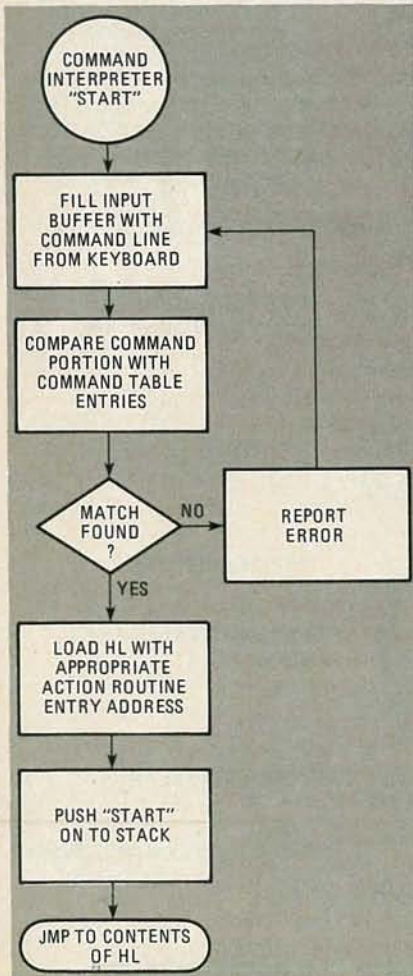 COMMAND
INTERPRETER
"START"
FILL INPUT
BUFFER WITH
COMMAND LINE
FROM KEYBOARD
COMPARE COMMAND
PORTION WITH
COMMAND TABLE
ENTRIES
MATCH
FOUND
?
NO
REPORT
ERROR
YES
LOAD HL WITH
APPROPRIATE
ACTION ROUTINE
ENTRY ADDRESS
PUSH "START"
ON TO STACK
JMP TO CONTENTS
OF HL